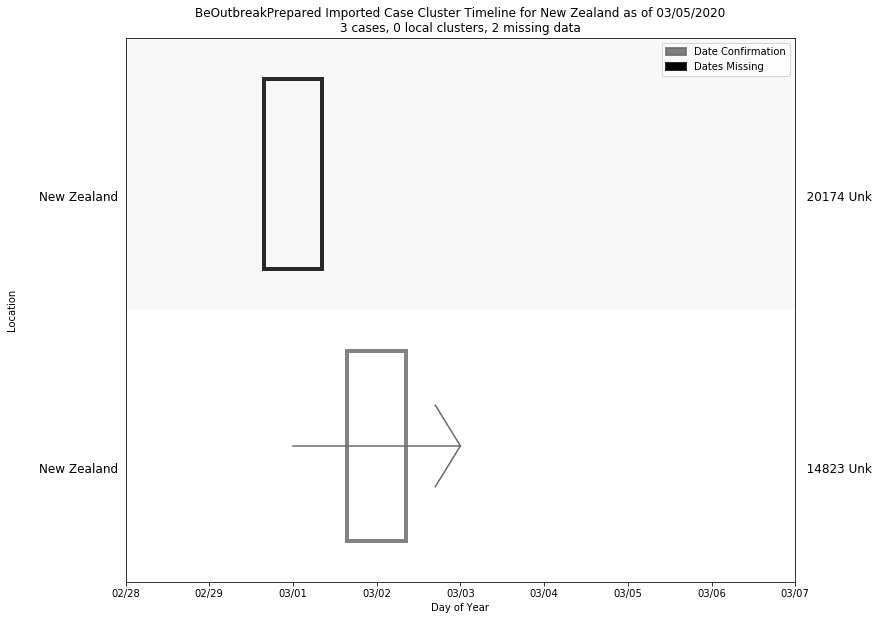 BeOutbreakPrepared Imported Case Cluster Timeline for New Zealand as of 03/05/2020
3 cases, 0 local clusters, 2 missing data
Date Confirmation
Dates Missing
New Zealand
20174 Unk
Location
New Zealand
14823 Unk
02/28 02/29 03/01 03/02 03/03 03/04 03/05 03/06 03/07
Day of Year